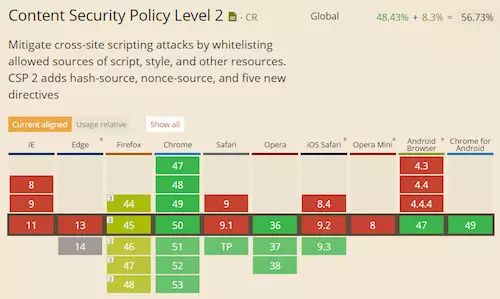 Content Security Policy Level 2 - CR
Global 48.43% + 8.3% = 56.73%
Mitigate cross-site scripting attacks by whitelisting
allowed sources of script, style, and other resources.
CSP 2 adds hash-source, nonce-source, and five new
directives
Current aligned Usage relative Show all
IE Edge * Firefox Chrome Safari Opera iOS Safari * Opera Mini * Android Browser * Chrome for Android
47 4.3
8 48 4.4
9 44 49 9 8.4 4.4.4
11 13 45 50 9.1 36 9.2 8 47 49
14 46 51 TP 37 9.3
47 52 38
48 53